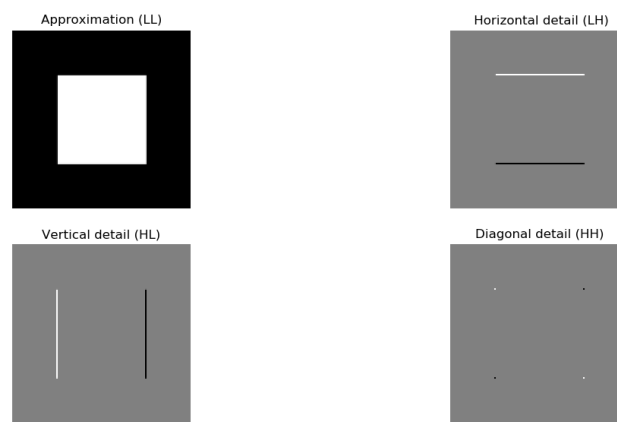 Approximation (LL)
Horizontal detail (LH)
Vertical detail (HL)
Diagonal detail (HH)